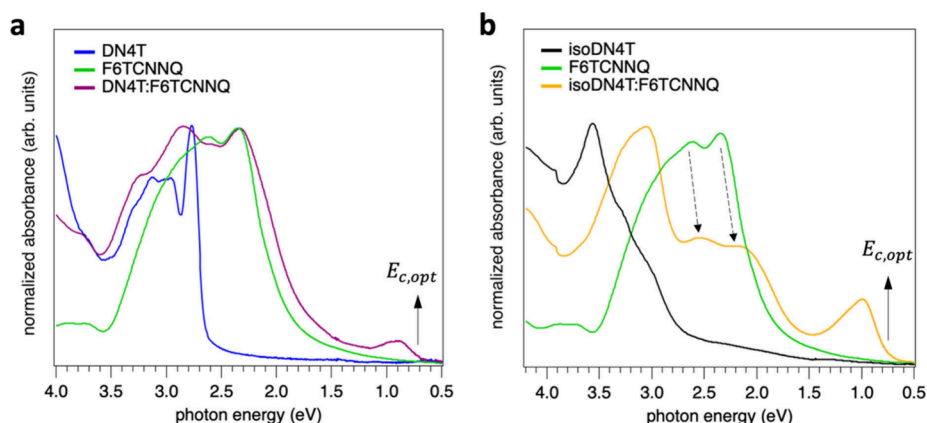 a
DN4T
F6TCNNQ
DN4T:F6TCNNQ
normalized absorbance (arb. units)
E_{c,opt}
4.0 3.5 3.0 2.5 2.0 1.5 1.0 0.5
photon energy (eV)
b
isoDN4T
F6TCNNQ
isoDN4T:F6TCNNQ
normalized absorbance (arb. units)
E_{c,opt}
4.0 3.5 3.0 2.5 2.0 1.5 1.0 0.5
photon energy (eV)